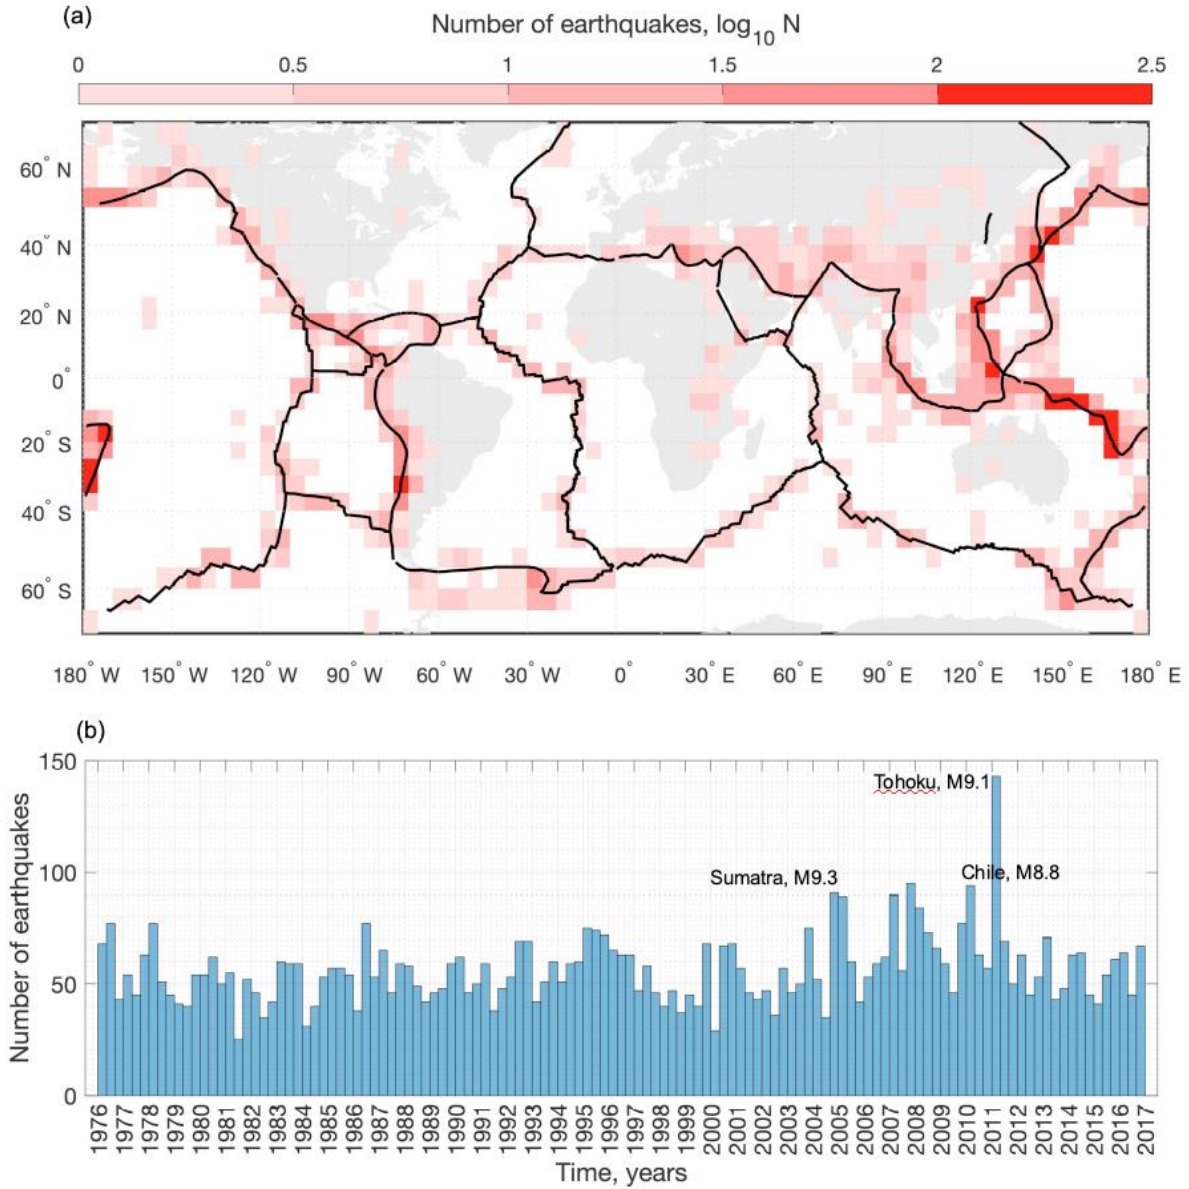 (a)
Number of earthquakes, log10 N
0 0.5 1 1.5 2 2.5
60° N
40° N
20° N
0°
20° S
40° S
60° S
180° W 150° W 120° W 90° W 60° W 30° W 0° 30° E 60° E 90° E 120° E 150° E 180° E
(b)
150
Tohoku, M9.1
100
Chile, M8.8
Sumatra, M9.3
50
0
Number of earthquakes
1976 1977 1978 1979 1980 1981 1982 1983 1984 1985 1986 1987 1988 1989 1990 1991 1992 1993 1994 1995 1996 1997 1998 1999 2000 2001 2002 2003 2004 2005 2006 2007 2008 2009 2010 2011 2012 2013 2014 2015 2016 2017
Time, years